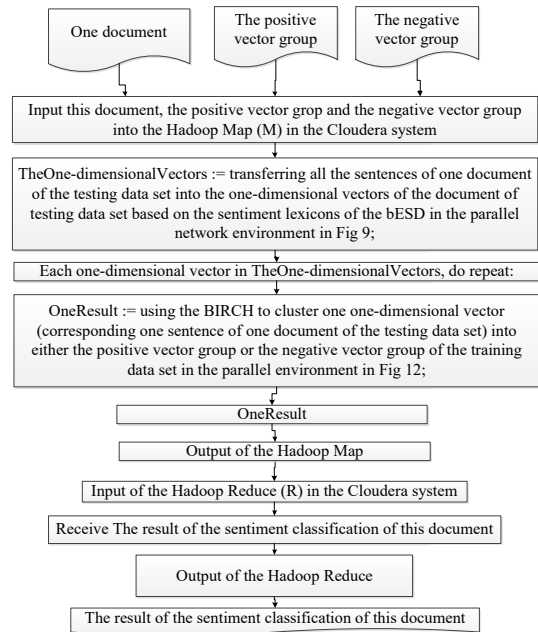 One document
The positive
vector group
The negative
vector group
Input this document, the positive vector grop and the negative vector group
into the Hadoop Map (M) in the Cloudera system
TheOne-dimensionalVectors := transferring all the sentences of one document
of the testing data set into the one-dimensional vectors of the document of
testing data set based on the sentiment lexicons of the bESD in the parallel
network environment in Fig 9;
Each one-dimensional vector in TheOne-dimensionalVectors, do repeat:
OneResult := using the BIRCH to cluster one one-dimensional vector
(corresponding one sentence of one document of the testing data set) into
either the positive vector group or the negative vector group of the training
data set in the parallel environment in Fig 12;
OneResult
Output of the Hadoop Map
Input of the Hadoop Reduce (R) in the Cloudera system
Receive The result of the sentiment classification of this document
Output of the Hadoop Reduce
The result of the sentiment classification of this document